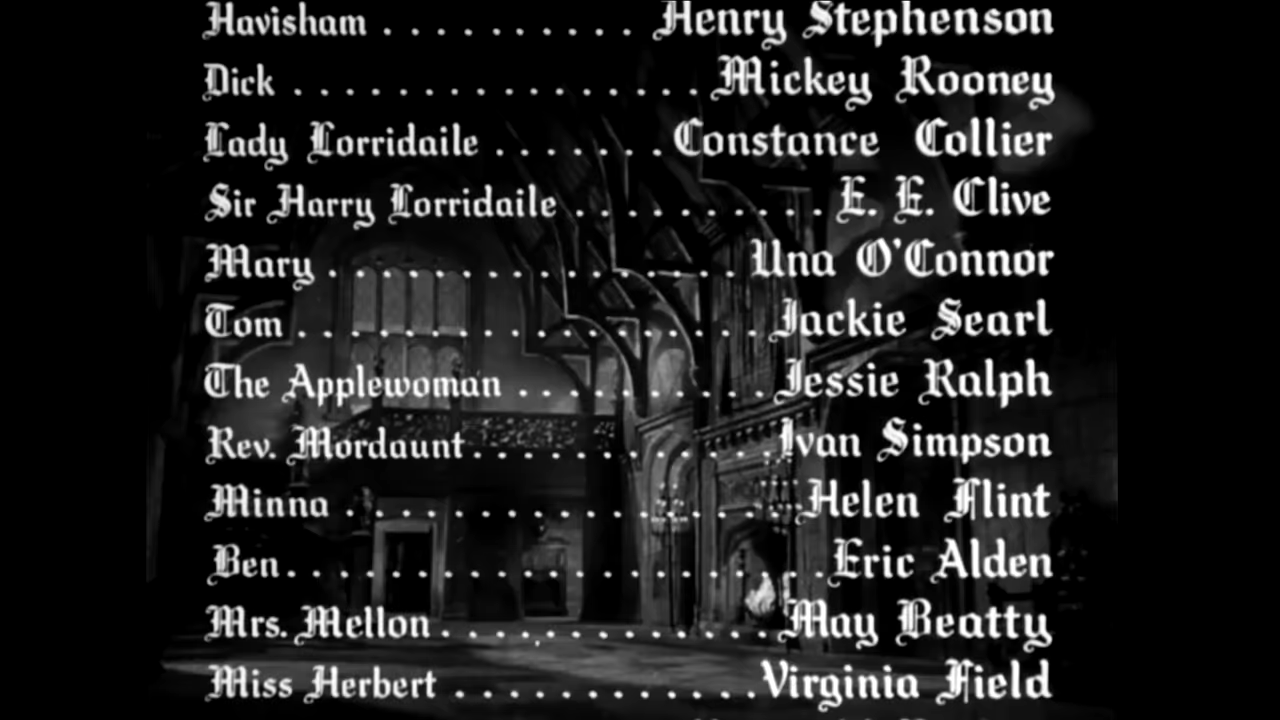 Havisham . . . . . . . . . . Henry Stephenson
Dick . . . . . . . . . . . . . . . . Mickey Rooney
Lady Lorridaile . . . . . . . Constance Collier
Sir Harry Lorridaile . . . . . . . . . . E. E. Clive
Mary . . . . . . . . . . . . . . . . Una O'Connor
Tom . . . . . . . . . . . . . . . . . . . Jackie Searl
The Applewoman . . . . . . . . . . Jessie Ralph
Rev. Mordaunt . . . . . . . . . . . . Ivan Simpson
Minna . . . . . . . . . . . . . . . . . . Helen Flint
Ben . . . . . . . . . . . . . . . . . . . . . Eric Alden
Mrs. Mellon . . . . . . . . . . . . . May Beatty
Miss Herbert . . . . . . . . . . . . Virginia Field